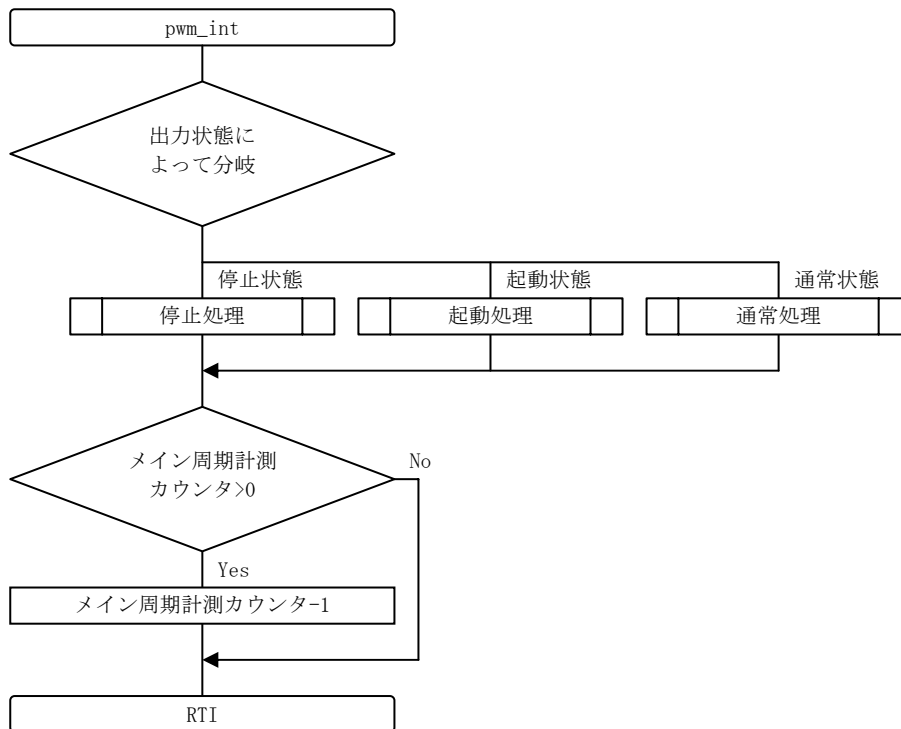 pwm_int
出力状態に
よって分岐
停止状態
起動状態
通常状態
停止処理
起動処理
通常処理
メイン周期計測
カウンタ>0
No
Yes
メイン周期計測カウンタ-1
RTI